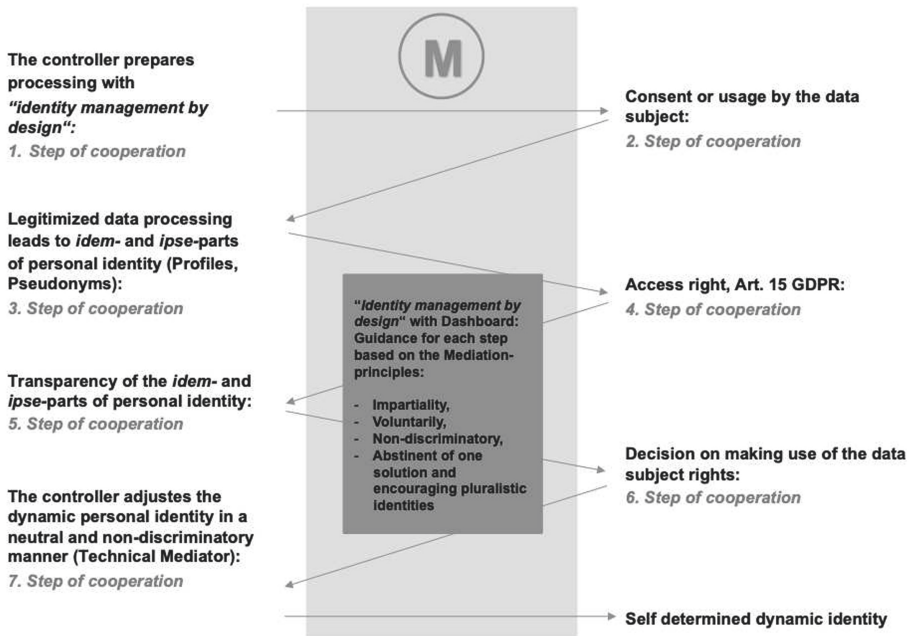 M
The controller prepares
processing with
“identity management by
design“:
1. Step of cooperation
Consent or usage by the data
subject:
2. Step of cooperation
Legitimized data processing
leads to idem- and ipse-parts
of personal identity (Profiles,
Pseudonyms):
3. Step of cooperation
Access right, Art. 15 GDPR:
4. Step of cooperation
“Identity management by
design“ with Dashboard:
Guidance for each step
based on the Mediation-
principles:
- Impartiality,
- Voluntarily,
- Non-discriminatory,
- Abstinent of one
solution and
encouraging pluralistic
identities
Transparency of the idem- and
ipse-parts of personal identity:
5. Step of cooperation
Decision on making use of the data
subject rights:
6. Step of cooperation
The controller adjustes the
dynamic personal identity in a
neutral and non-discriminatory
manner (Technical Mediator):
7. Step of cooperation
Self determined dynamic identity